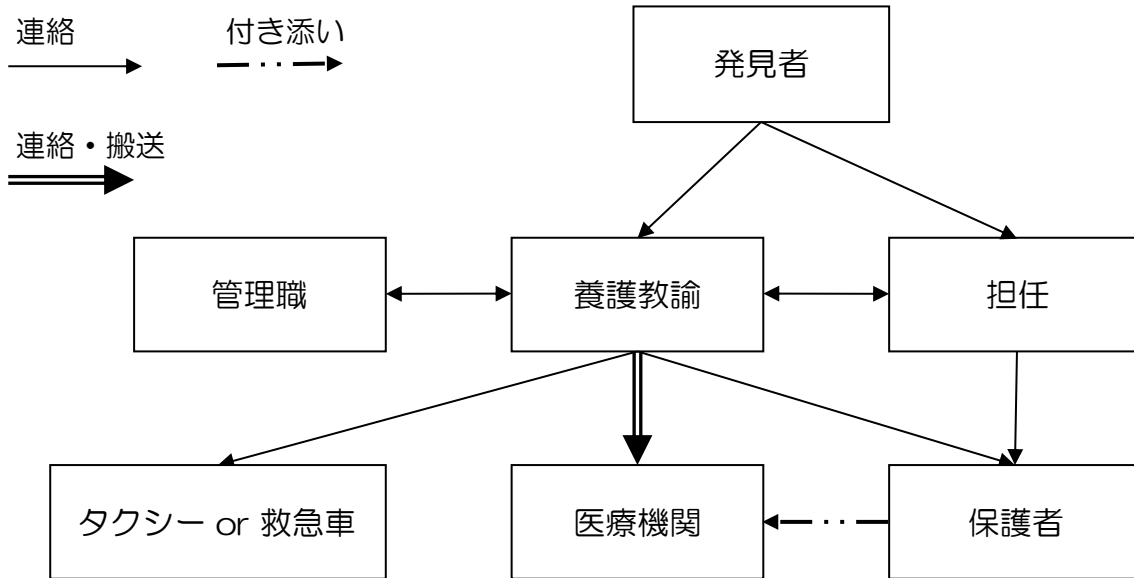 連絡
付き添い
発見者
連絡・搬送
管理職
養護教諭
担任
タクシー or 救急車
医療機関
保護者